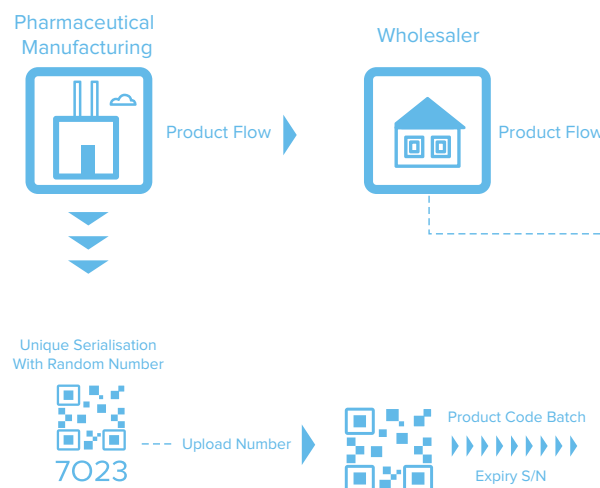 Pharmaceutical
Manufacturing
Wholesaler
Product Flow
Product Flow
Unique Serialisation
With Random Number
7023
Upload Number
Product Code Batch
Expiry S/N